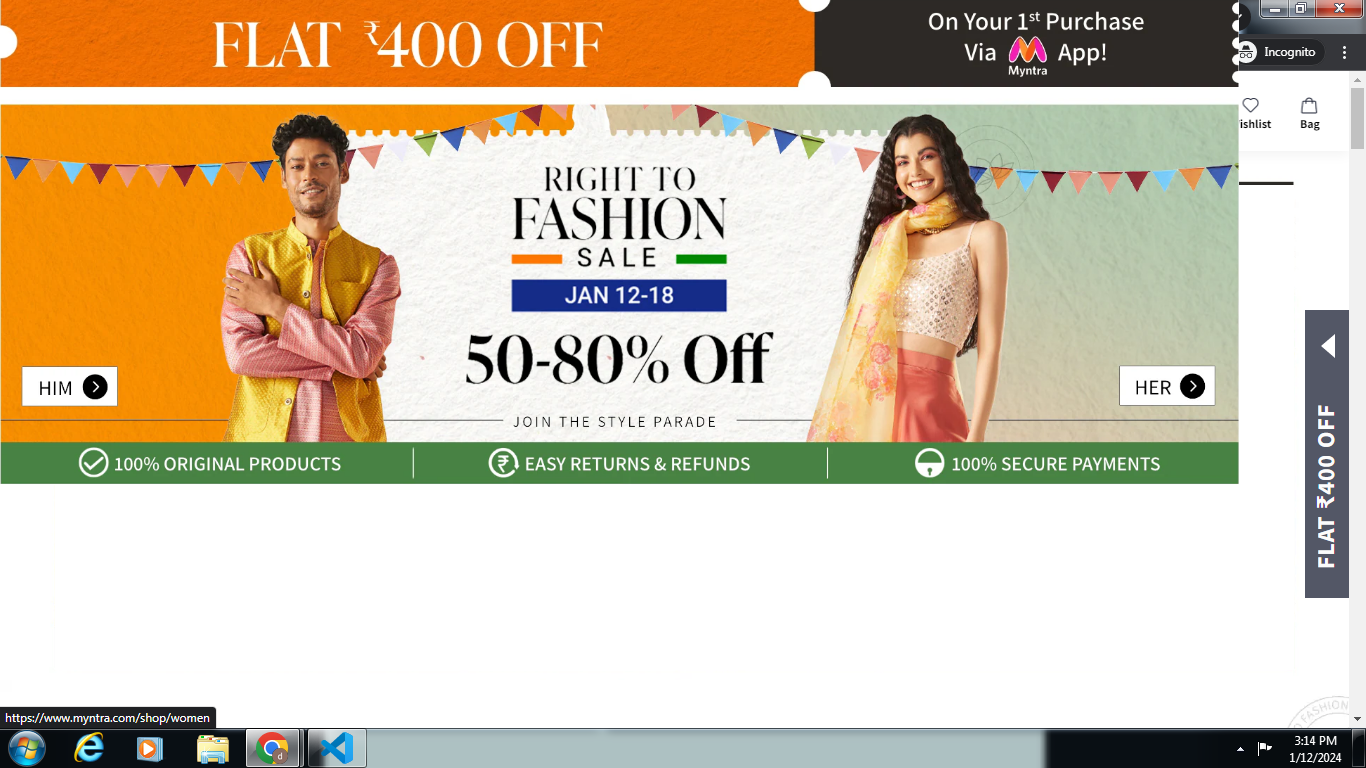 FLAT ₹400 OFF
On Your 1st Purchase
Via Myntra App!
Incognito
ishlist
Bag
RIGHT TO
FASHION
SALE
JAN 12-18
50-80% Off
HIM
HER
JOIN THE STYLE PARADE
100% ORIGINAL PRODUCTS
EASY RETURNS & REFUNDS
100% SECURE PAYMENTS
FLAT ₹400 OFF
FASHION
https://www.myntra.com/shop/women
d
3:14 PM
1/12/2024